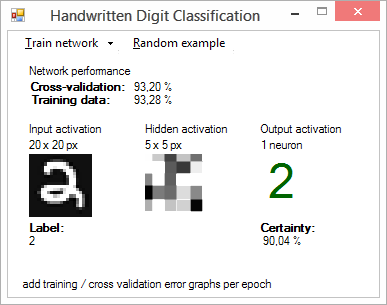 Handwritten Digit Classification
Train network Random example
Network performance
Cross-validation: 93,20 %
Training data: 93,28 %
Input activation Hidden activation Output activation
20 x 20 px 5 x 5 px 1 neuron
2 2
Label: Certainty:
2 90,04 %
add training / cross validation error graphs per epoch